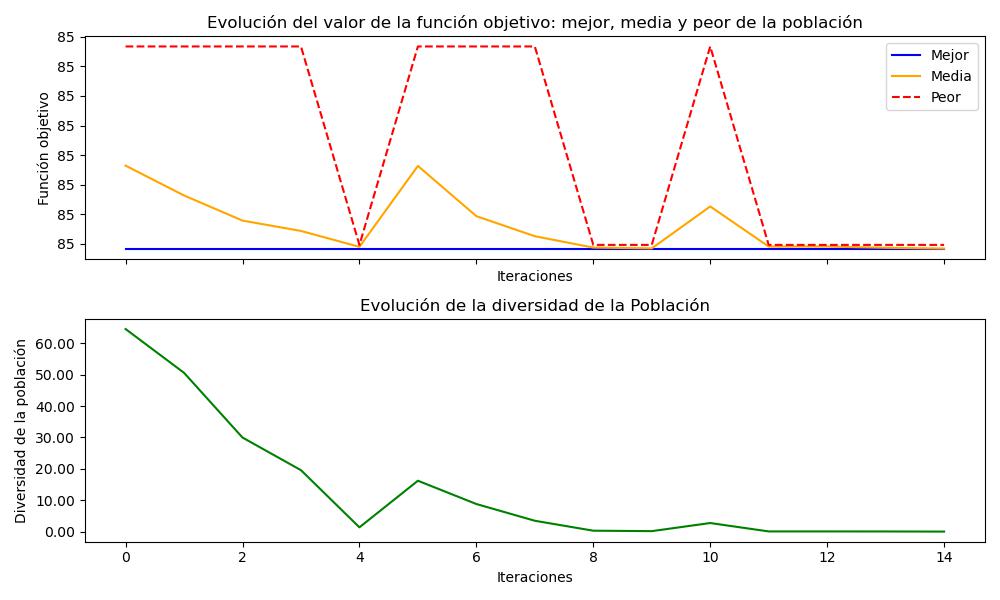 Evolución del valor de la función objetivo: mejor, media y peor de la población
Función objetivo
85
85
85
85
85
85
85
85
Mejor
Media
Peor
Iteraciones
Evolución de la diversidad de la Población
Diversidad de la población
60.00
50.00
40.00
30.00
20.00
10.00
0.00
0 2 4 6 8 10 12 14
Iteraciones